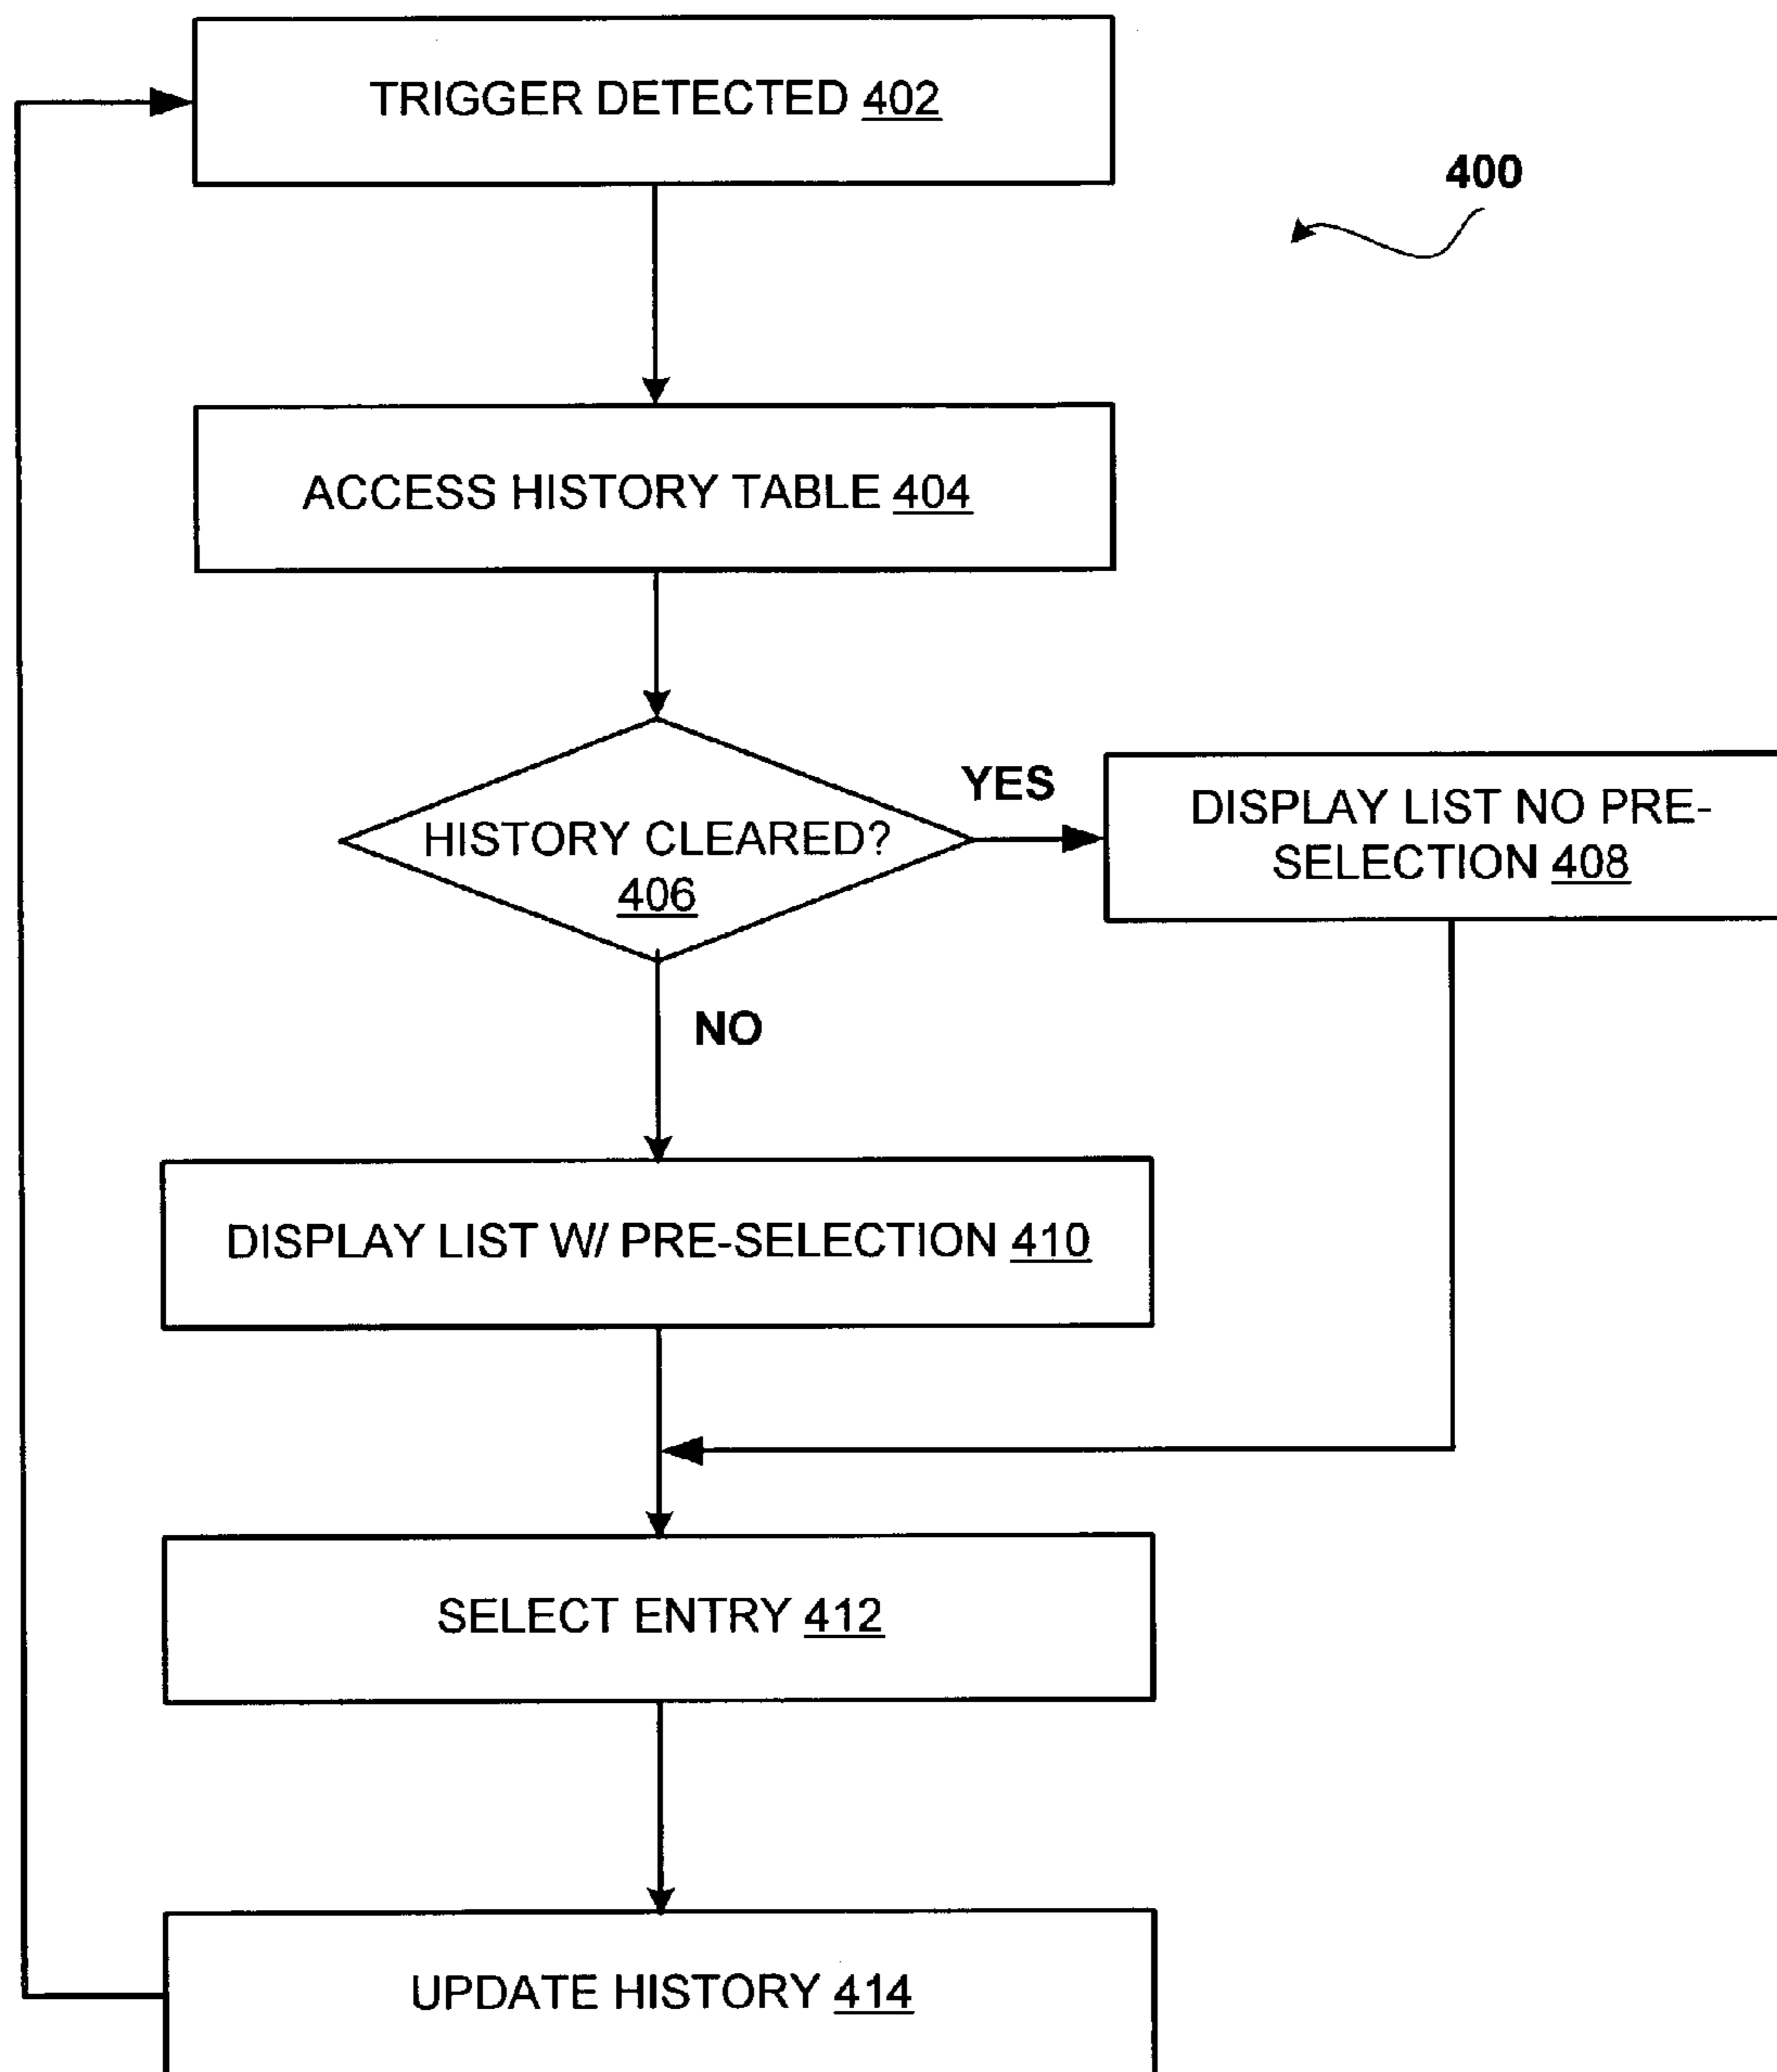 TRIGGER DETECTED 402
400
ACCESS HISTORY TABLE 404
HISTORY CLEARED?
406
YES
DISPLAY LIST NO PRE-
SELECTION 408
NO
DISPLAY LIST W/ PRE-SELECTION 410
SELECT ENTRY 412
UPDATE HISTORY 414